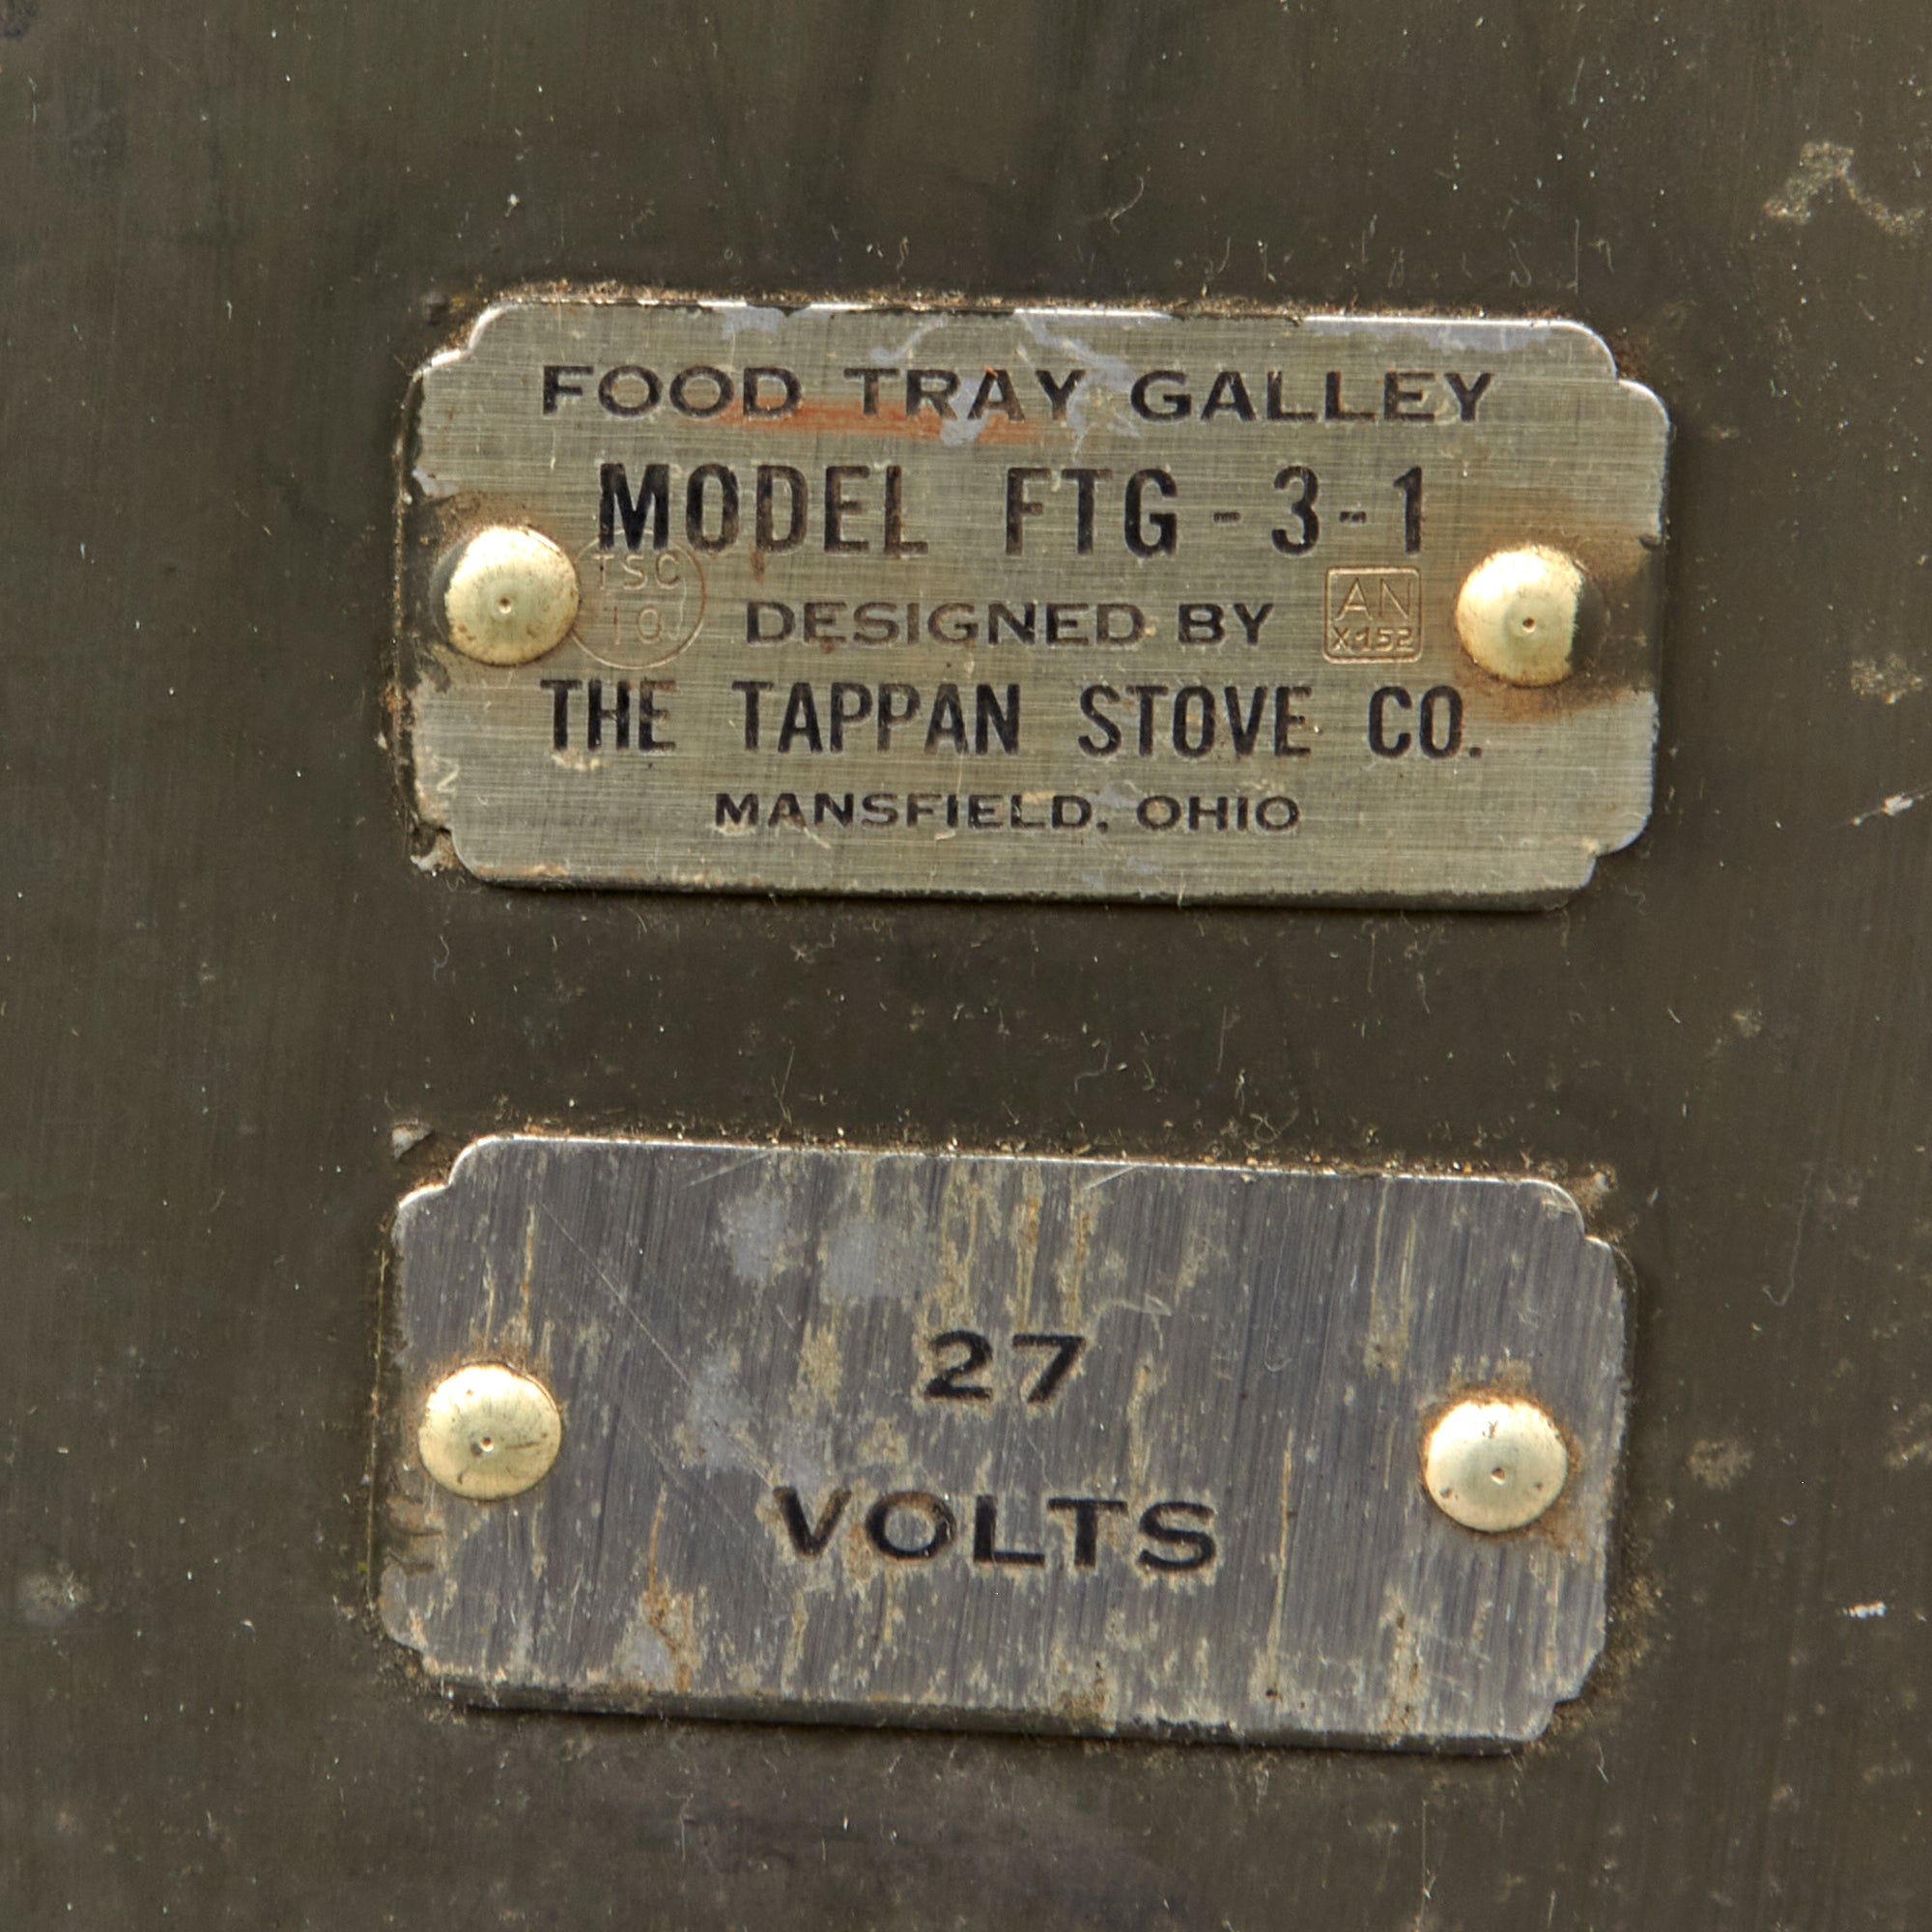 FOOD TRAY GALLEY
MODEL FTG-3-1
TSC
10
DESIGNED BY
AN
X152
THE TAPPAN STOVE CO.
MANSFIELD, OHIO
27
VOLTS